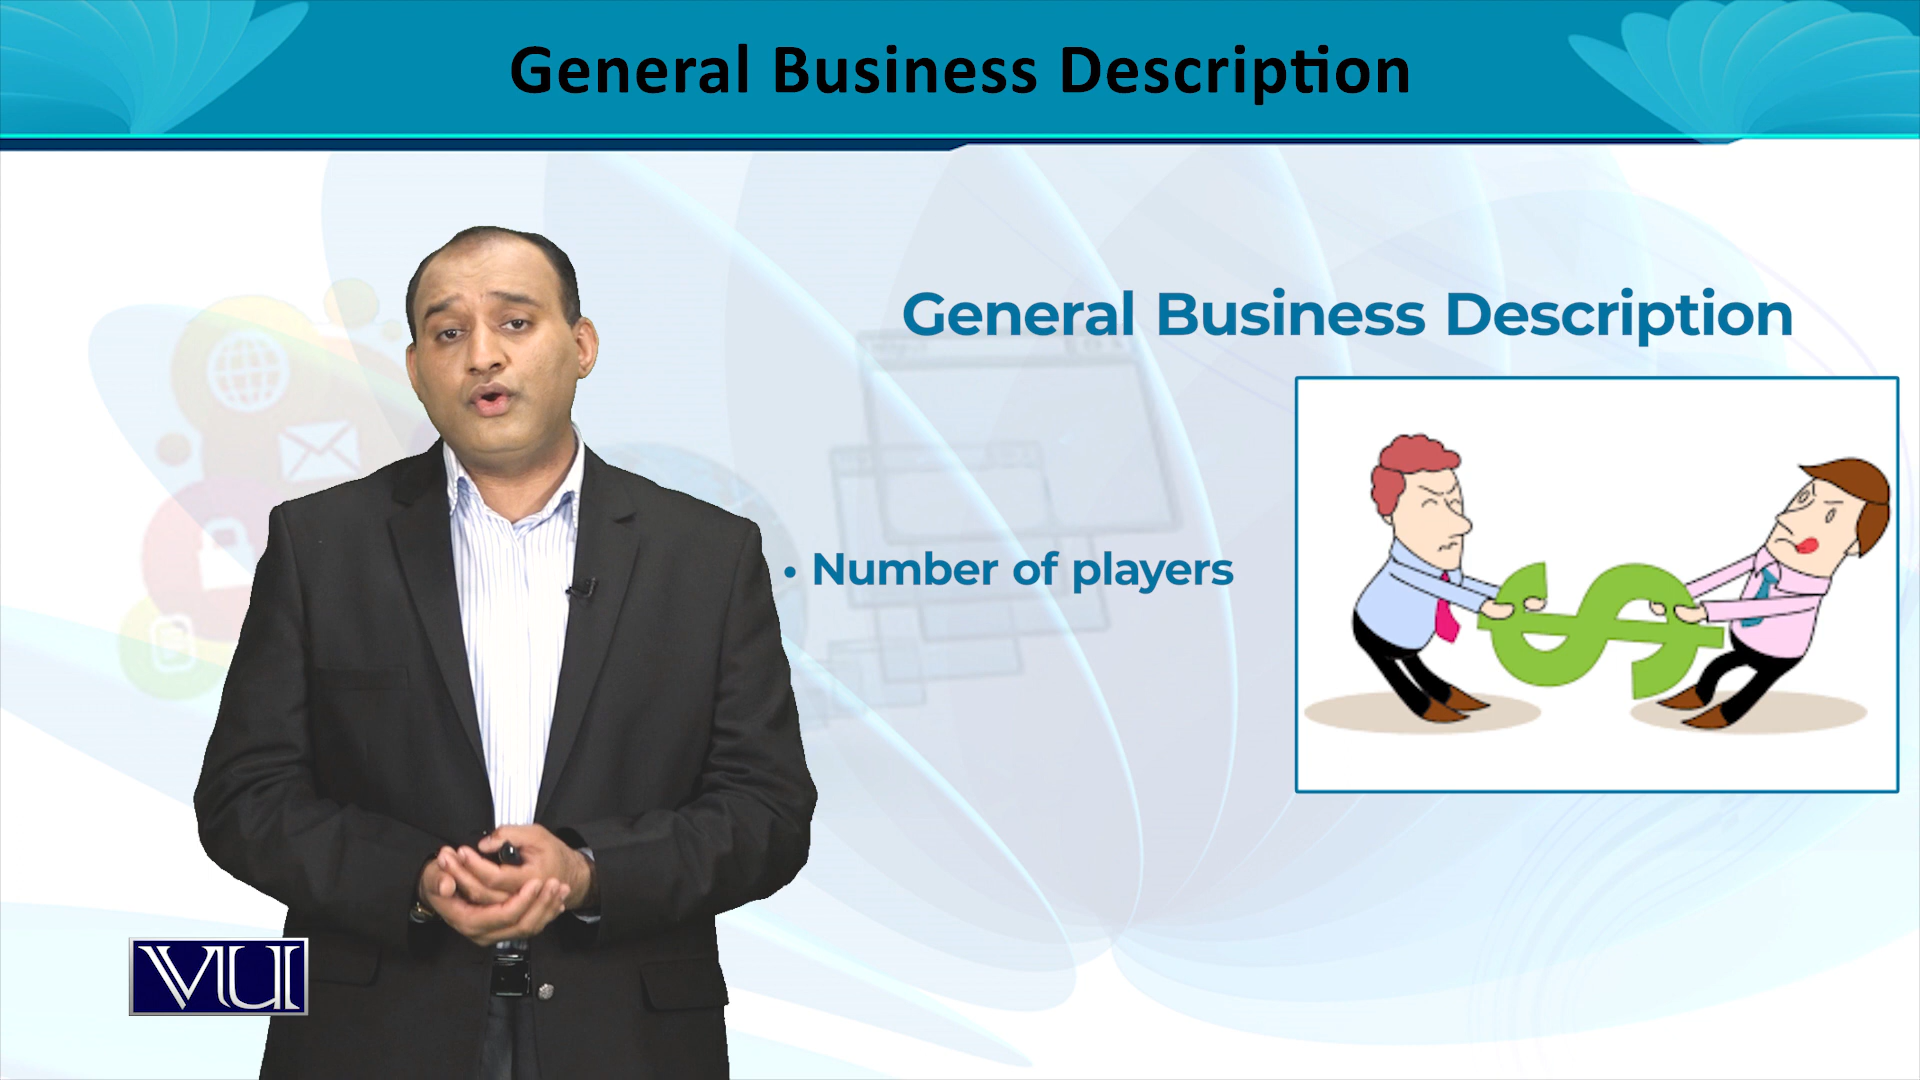 General Business Description
General Business Description
• Number of players
VU